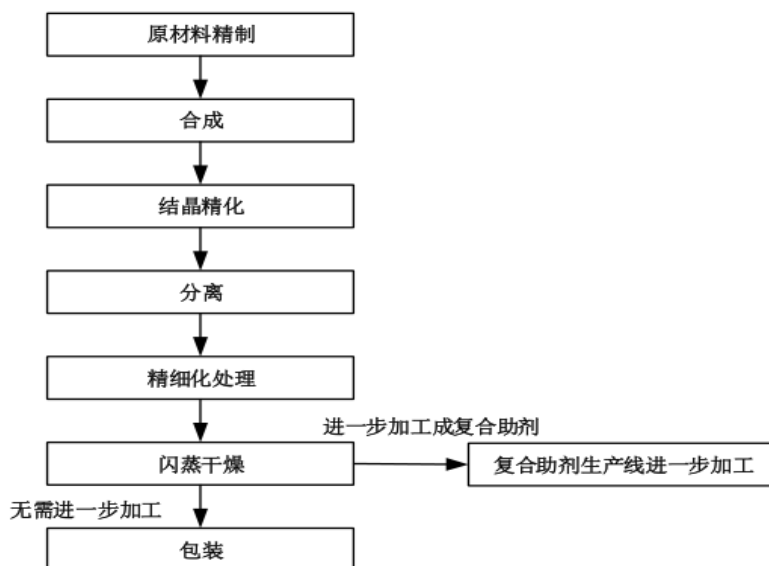 原材料精制
合成
结晶精化
分离
精细化处理
进一步加工成复合助剂
闪蒸干燥
复合助剂生产线进一步加工
无需进一步加工
包装